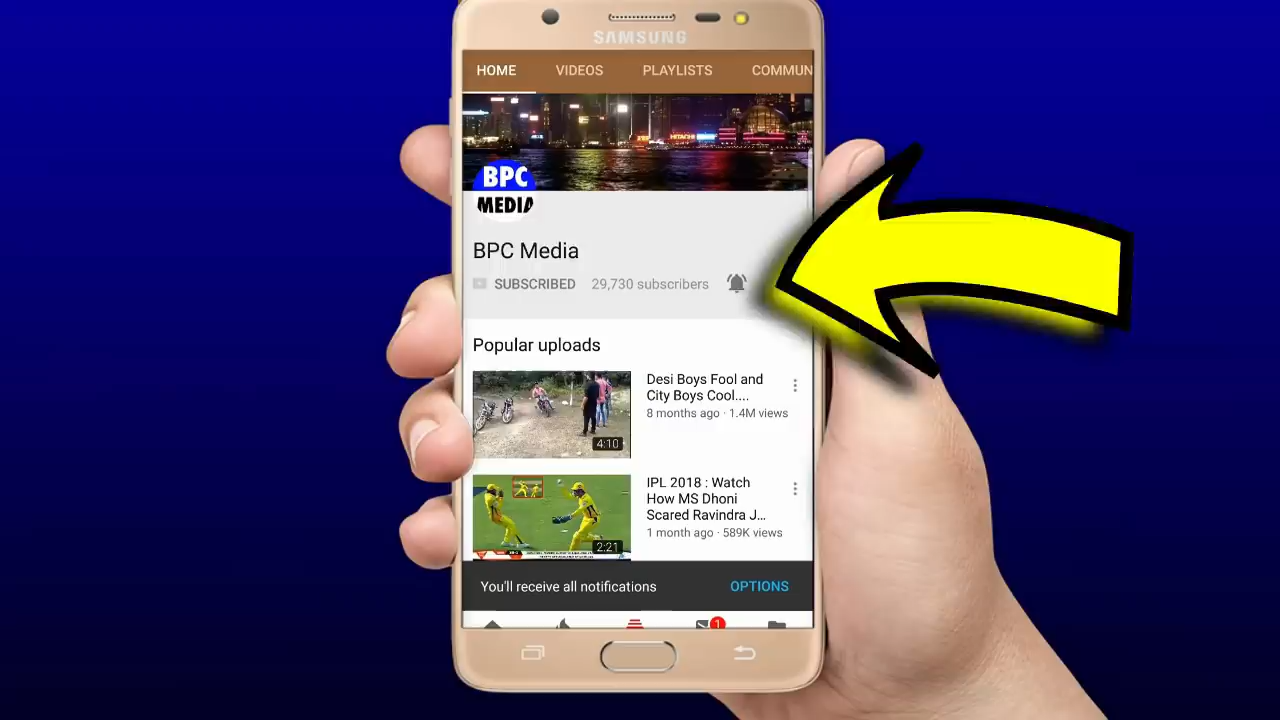 SAMSUNG
HOME VIDEOS PLAYLISTS COMMUN
HITACHI
BPC
MEDIA
BPC Media
SUBSCRIBED 29,730 subscribers
Popular uploads
Desi Boys Fool and
City Boys Cool....
8 months ago · 1.4M views
4:10
IPL 2018 : Watch
How MS Dhoni
Scared Ravindra J...
1 month ago · 589K views
2:21
You'll receive all notifications OPTIONS
1